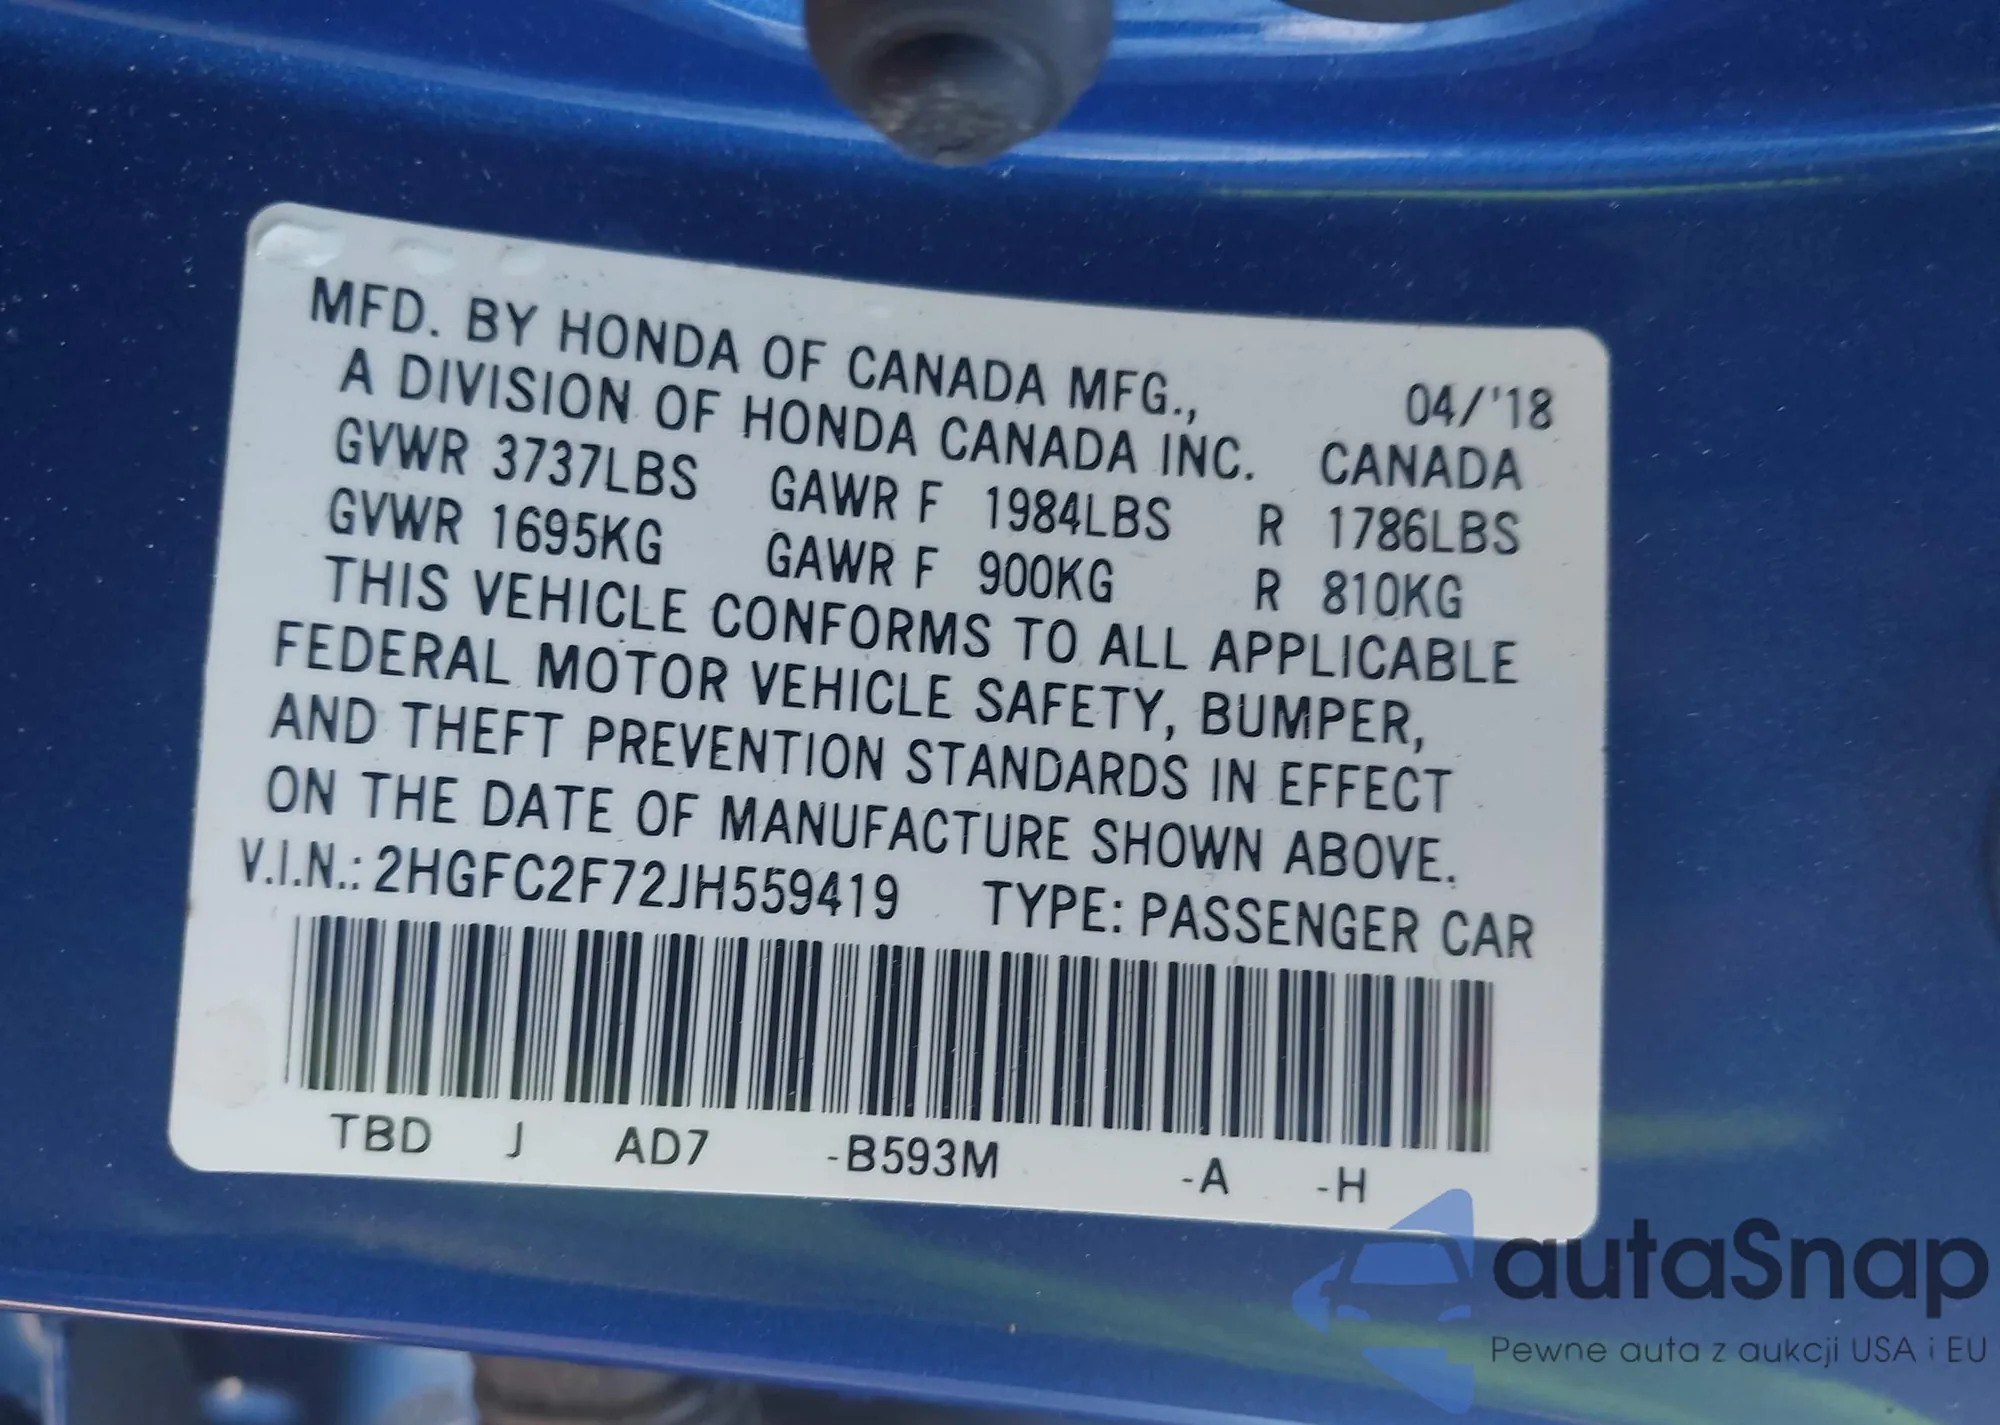 MFD. BY HONDA OF CANADA MFG., 04/'18
A DIVISION OF HONDA CANADA INC. CANADA
GVWR 3737LBS GAWR F 1984LBS R 1786LBS
GVWR 1695KG GAWR F 900KG R 810KG
THIS VEHICLE CONFORMS TO ALL APPLICABLE
FEDERAL MOTOR VEHICLE SAFETY, BUMPER,
AND THEFT PREVENTION STANDARDS IN EFFECT
ON THE DATE OF MANUFACTURE SHOWN ABOVE.
V.I.N.: 2HGFC2F72JH559419 TYPE: PASSENGER CAR
TBD J AD7 -B593M -A -H
autaSnap
Pewne auta z aukcji USA i EU